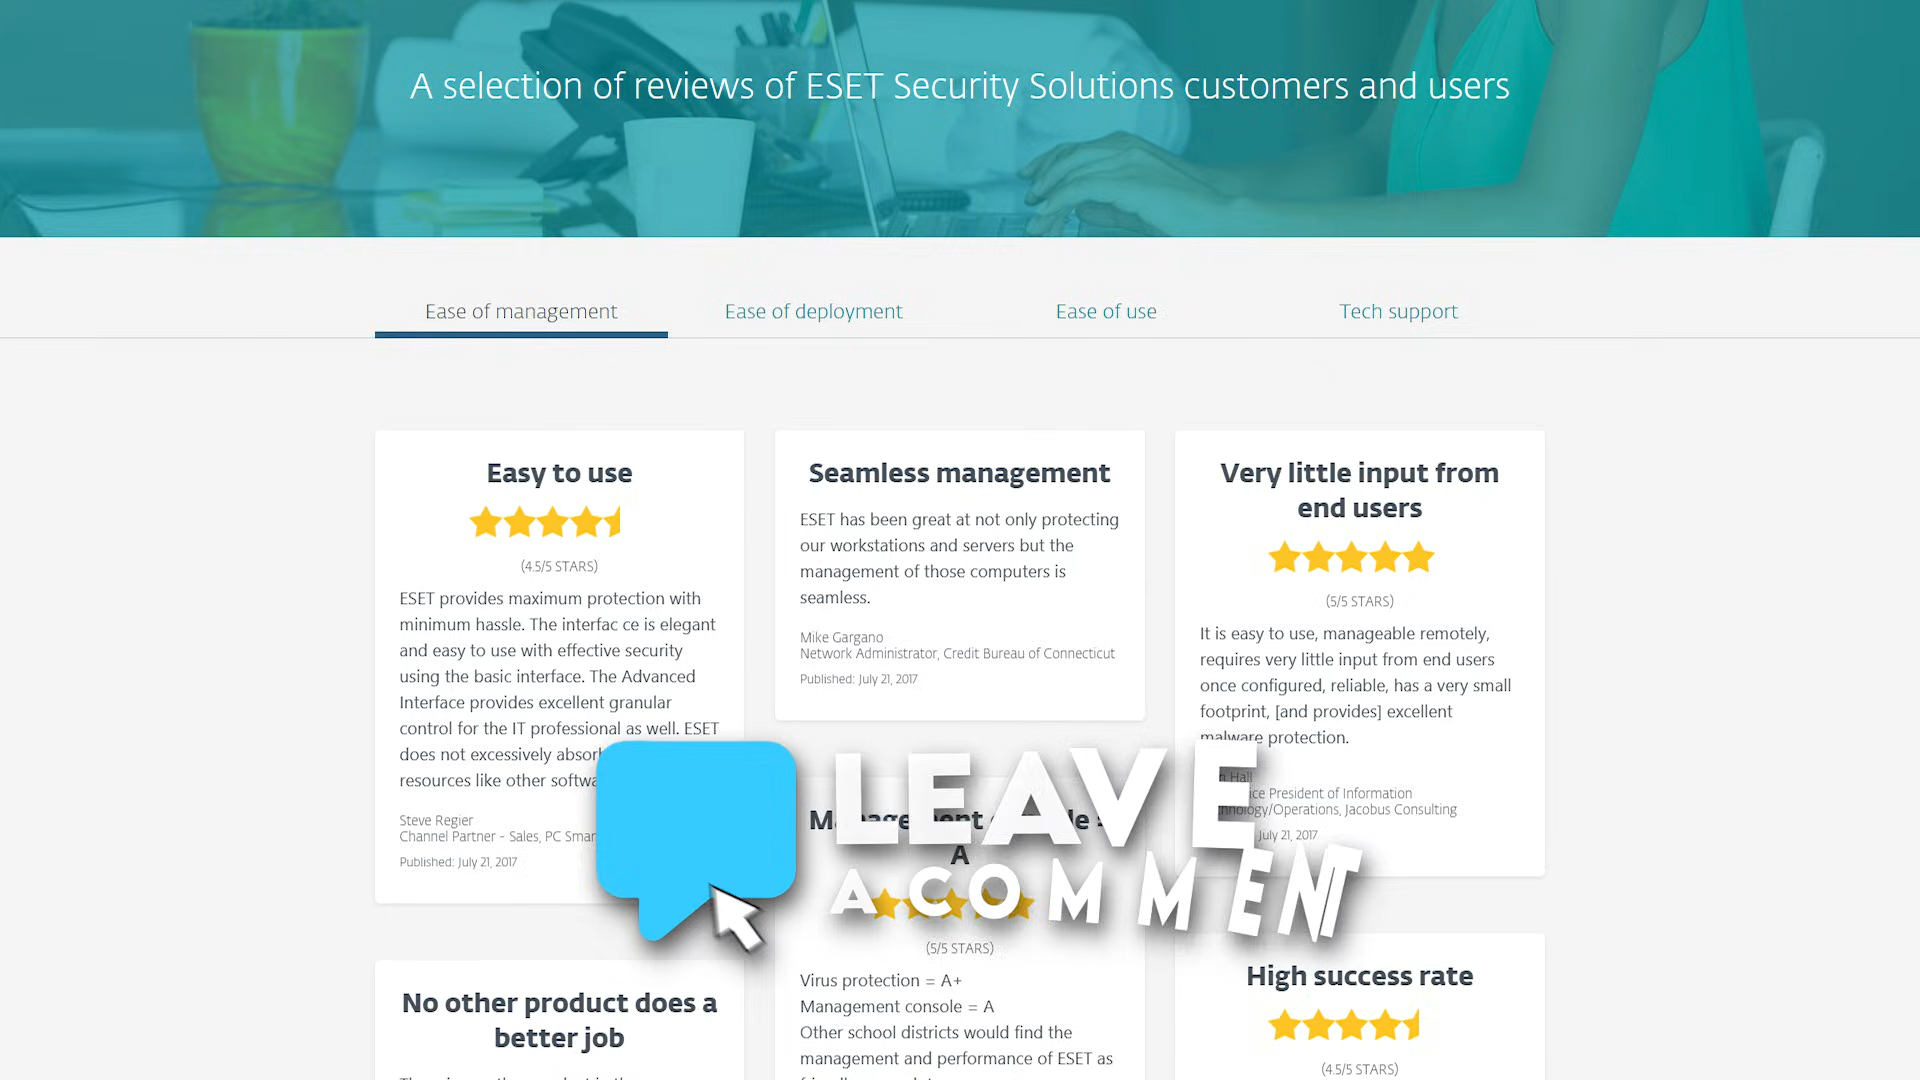 A selection of reviews of ESET Security Solutions customers and users
Ease of management
Ease of deployment
Ease of use
Tech support
Easy to use
(4.5/5 STARS)
ESET provides maximum protection with
minimum hassle. The interfac ce is elegant
and easy to use with effective security
using the basic interface. The Advanced
Interface provides excellent granular
control for the IT professional as well. ESET
does not excessively
resources like other
Steve Regier
Channel Partner - Sales, PC
Published: July 21, 2017
No other product does a
better job
Seamless management
ESET has been great at not only protecting
our workstations and servers but the
management of those computers is
seamless.
Mike Gargano
Network Administrator, Credit Bureau of Connecticut
Published: July 21, 2017
A
(5/5 STARS)
Virus protection = A+
Management console = A
Other school districts would find the
management and performance of ESET as
Very little input from
end users
(5/5 STARS)
It is easy to use, manageable remotely,
requires very little input from end users
once configured, reliable, has a very small
footprint, [and provides] excellent
malware protection.
Hall
President of Information
Jacobus Consulting
July 21, 2017
High success rate
(4.5/5 STARS)
LEAVE
A COMMENT